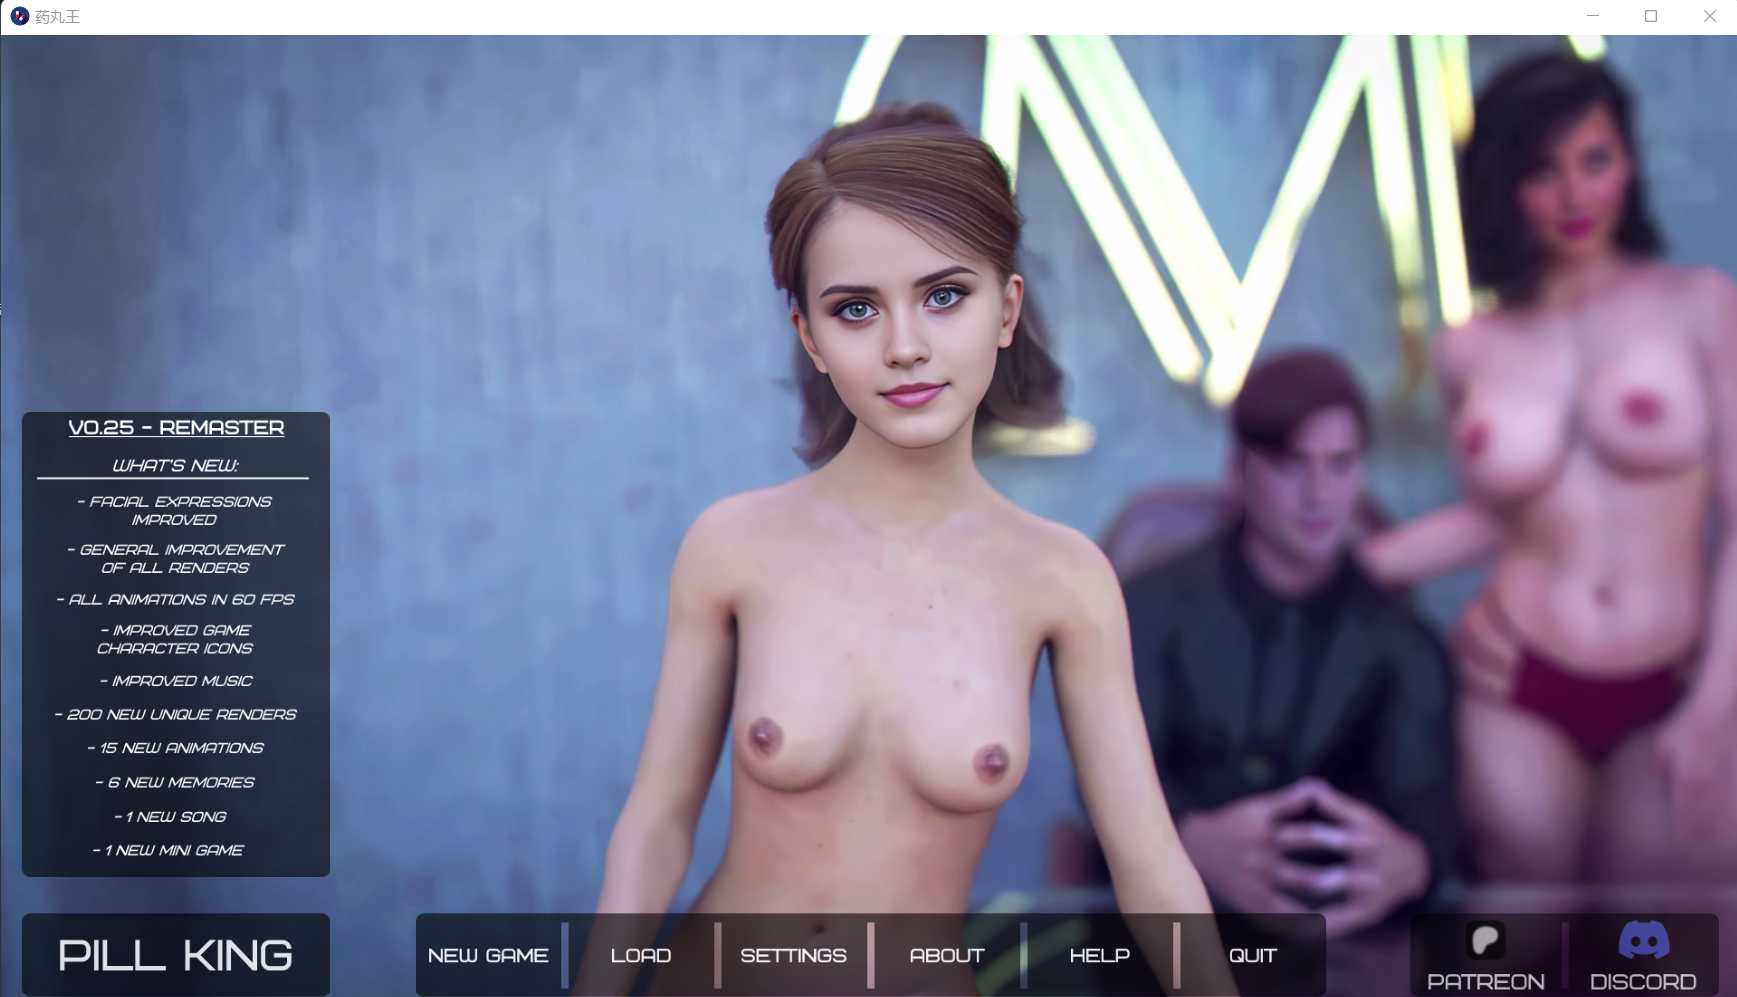 药丸王
V0.25 - REMASTER
WHAT'S NEW:
- FACIAL EXPRESSIONS
IMPROVED
- GENERAL IMPROVEMENT
OF ALL RENDERS
- ALL ANIMATIONS IN 60 FPS
- IMPROVED GAME
CHARACTER ICONS
- IMPROVED MUSIC
- 200 NEW UNIQUE RENDERS
- 15 NEW ANIMATIONS
- 6 NEW MEMORIES
- 1 NEW SONG
- 1 NEW MINI GAME
PILL KING
NEW GAME
LOAD
SETTINGS
ABOUT
HELP
QUIT
PATREON
DISCORD